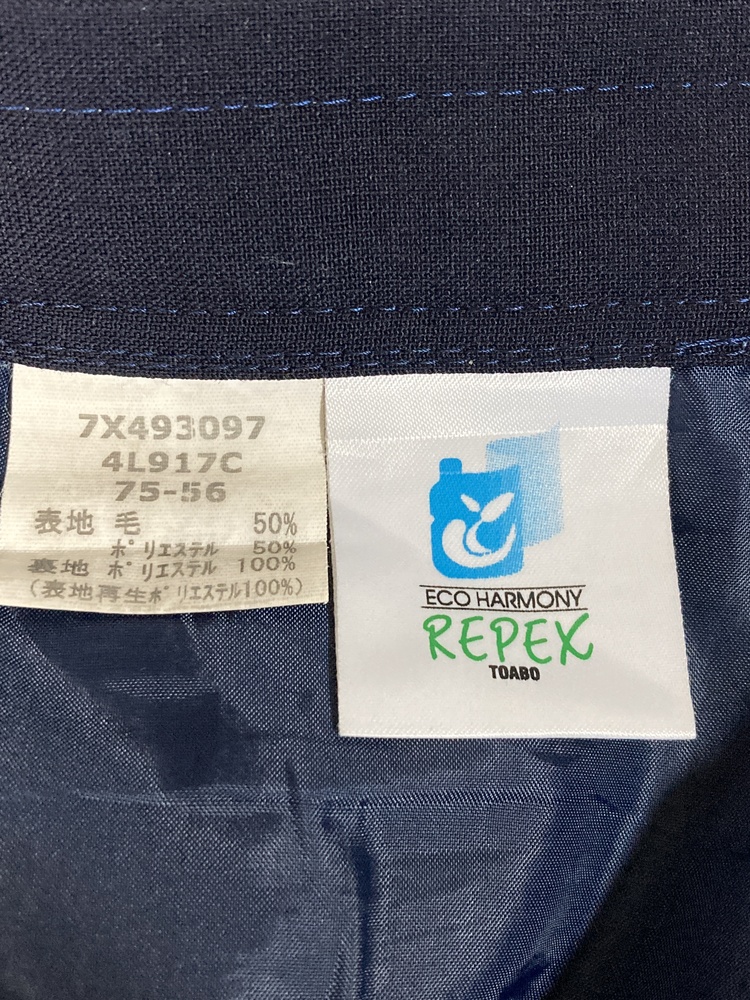 7X493097
4L917C
75-56
表地 毛 50%
ポリエステル 50%
裏地 ポリエステル 100%
(表地再生ポリエステル100%)
ECO HARMONY
REPEX
TOABO